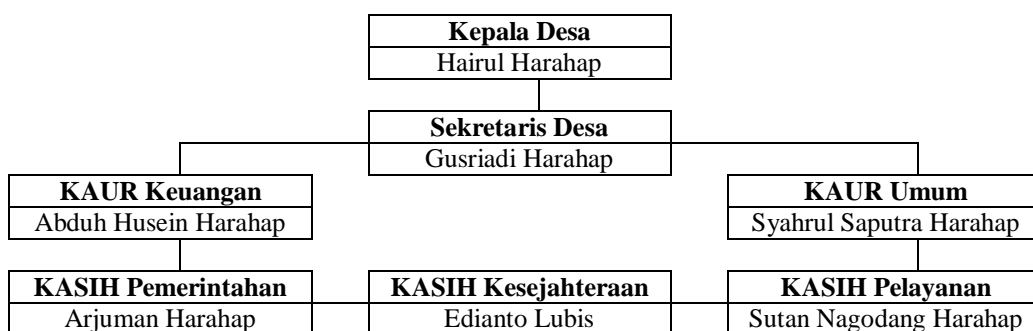 Kepala Desa
Hairul Harahap
Sekretaris Desa
Gusriadi Harahap
KAUR Keuangan
Abduh Husein Harahap
KAUR Umum
Syahrul Saputra Harahap
KASIH Pemerintahan
Arjuman Harahap
KASIH Kesejahteraan
Edianto Lubis
KASIH Pelayanan
Sutan Nagodang Harahap